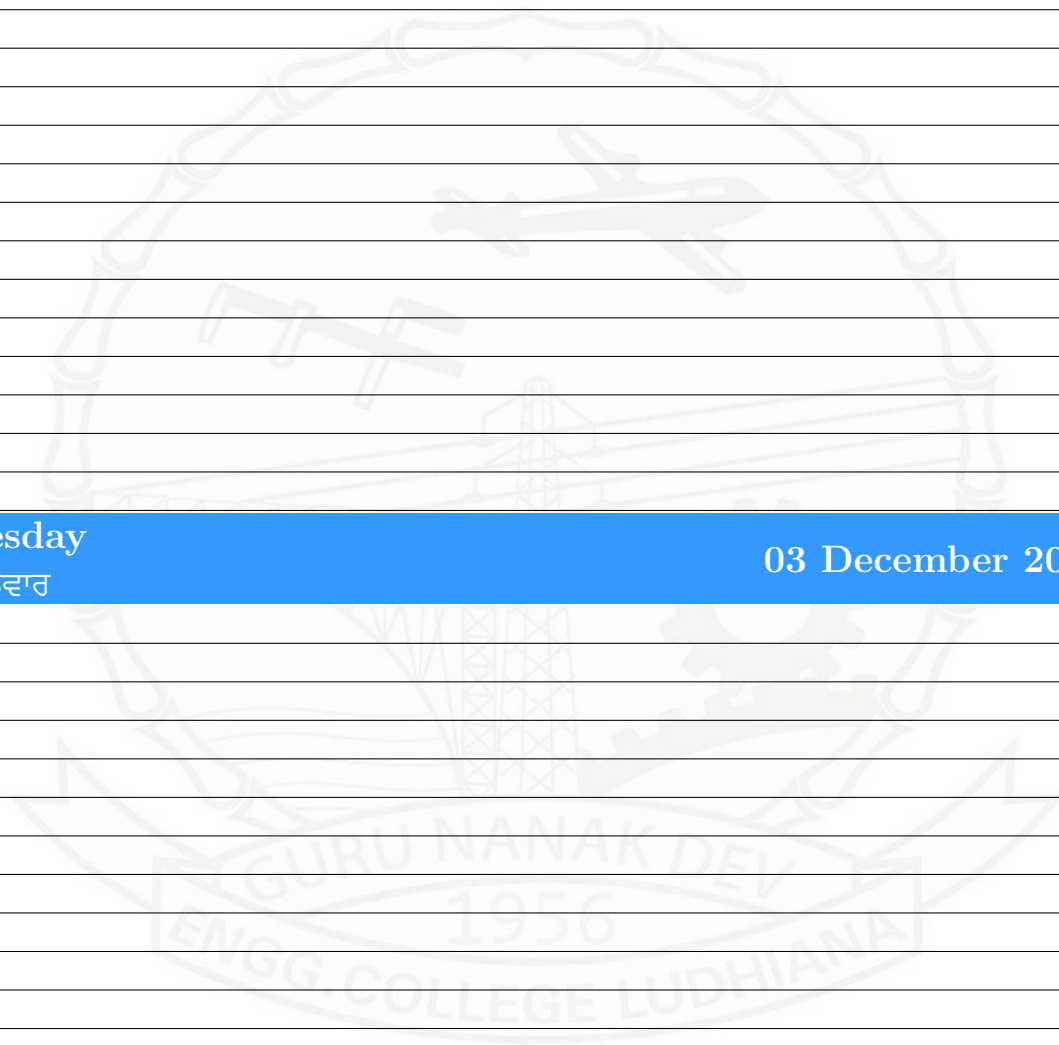 esday
ਵਾਰ
03 December 20
GURU NANAK DEV
1956
ENGG. COLLEGE LUDHIANA